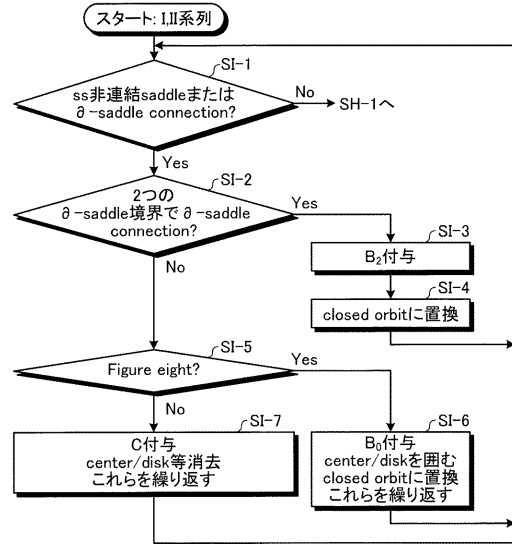 スタート: I,II系列
SI-1
ss非連結saddleまたは
∂-saddle connection?
No
SH-1へ
Yes
SI-2
2つの
∂-saddle境界で∂-saddle
connection?
Yes
SI-3
B₂付与
No
SI-4
closed orbitに置換
SI-5
Figure eight?
Yes
No
SI-7
C付与
center/disk等消去
これらを繰り返す
SI-6
B₀付与
center/diskを囲む
closed orbitに置換
これらを繰り返す